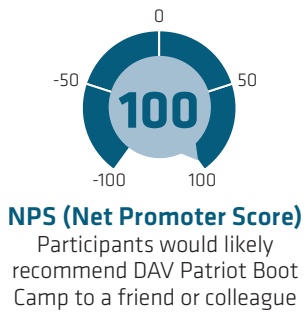 0
-50
50
100
-100
100
NPS (Net Promoter Score)
Participants would likely
recommend DAV Patriot Boot
Camp to a friend or colleague